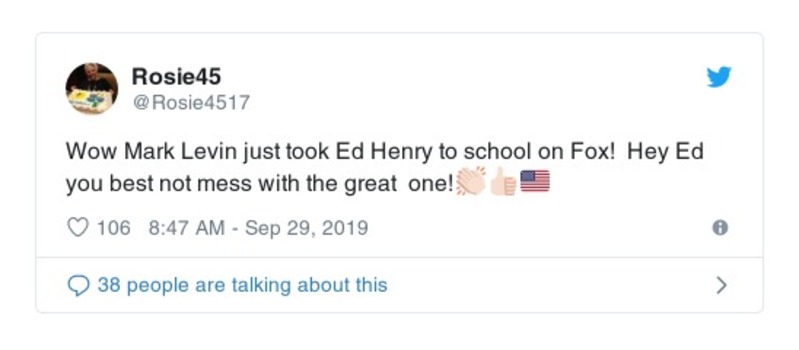 Rosie45
@Rosie4517
Wow Mark Levin just took Ed Henry to school on Fox!  Hey Ed
you best not mess with the great  one!👏🏻👍🏻🇺🇸
106   8:47 AM - Sep 29, 2019
38 people are talking about this